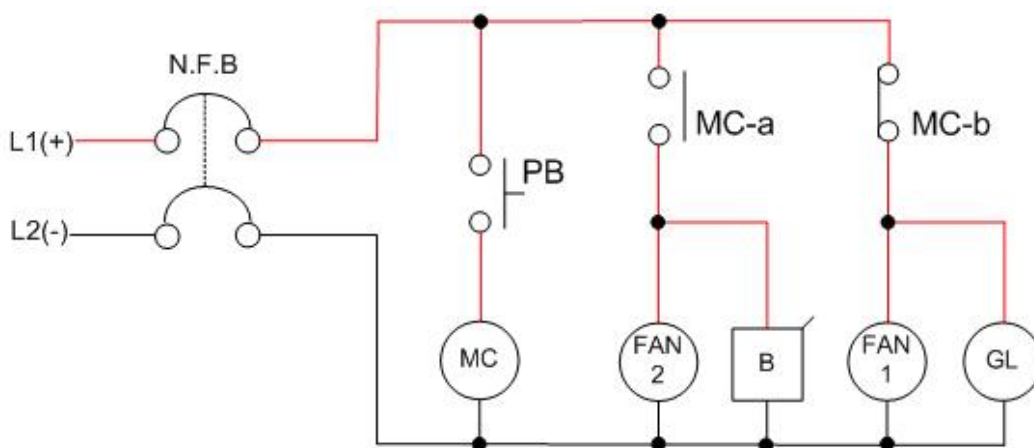 N.F.B
L1(+)
L2(-)
PB
MC-a
MC-b
MC
FAN
2
B
FAN
1
GL